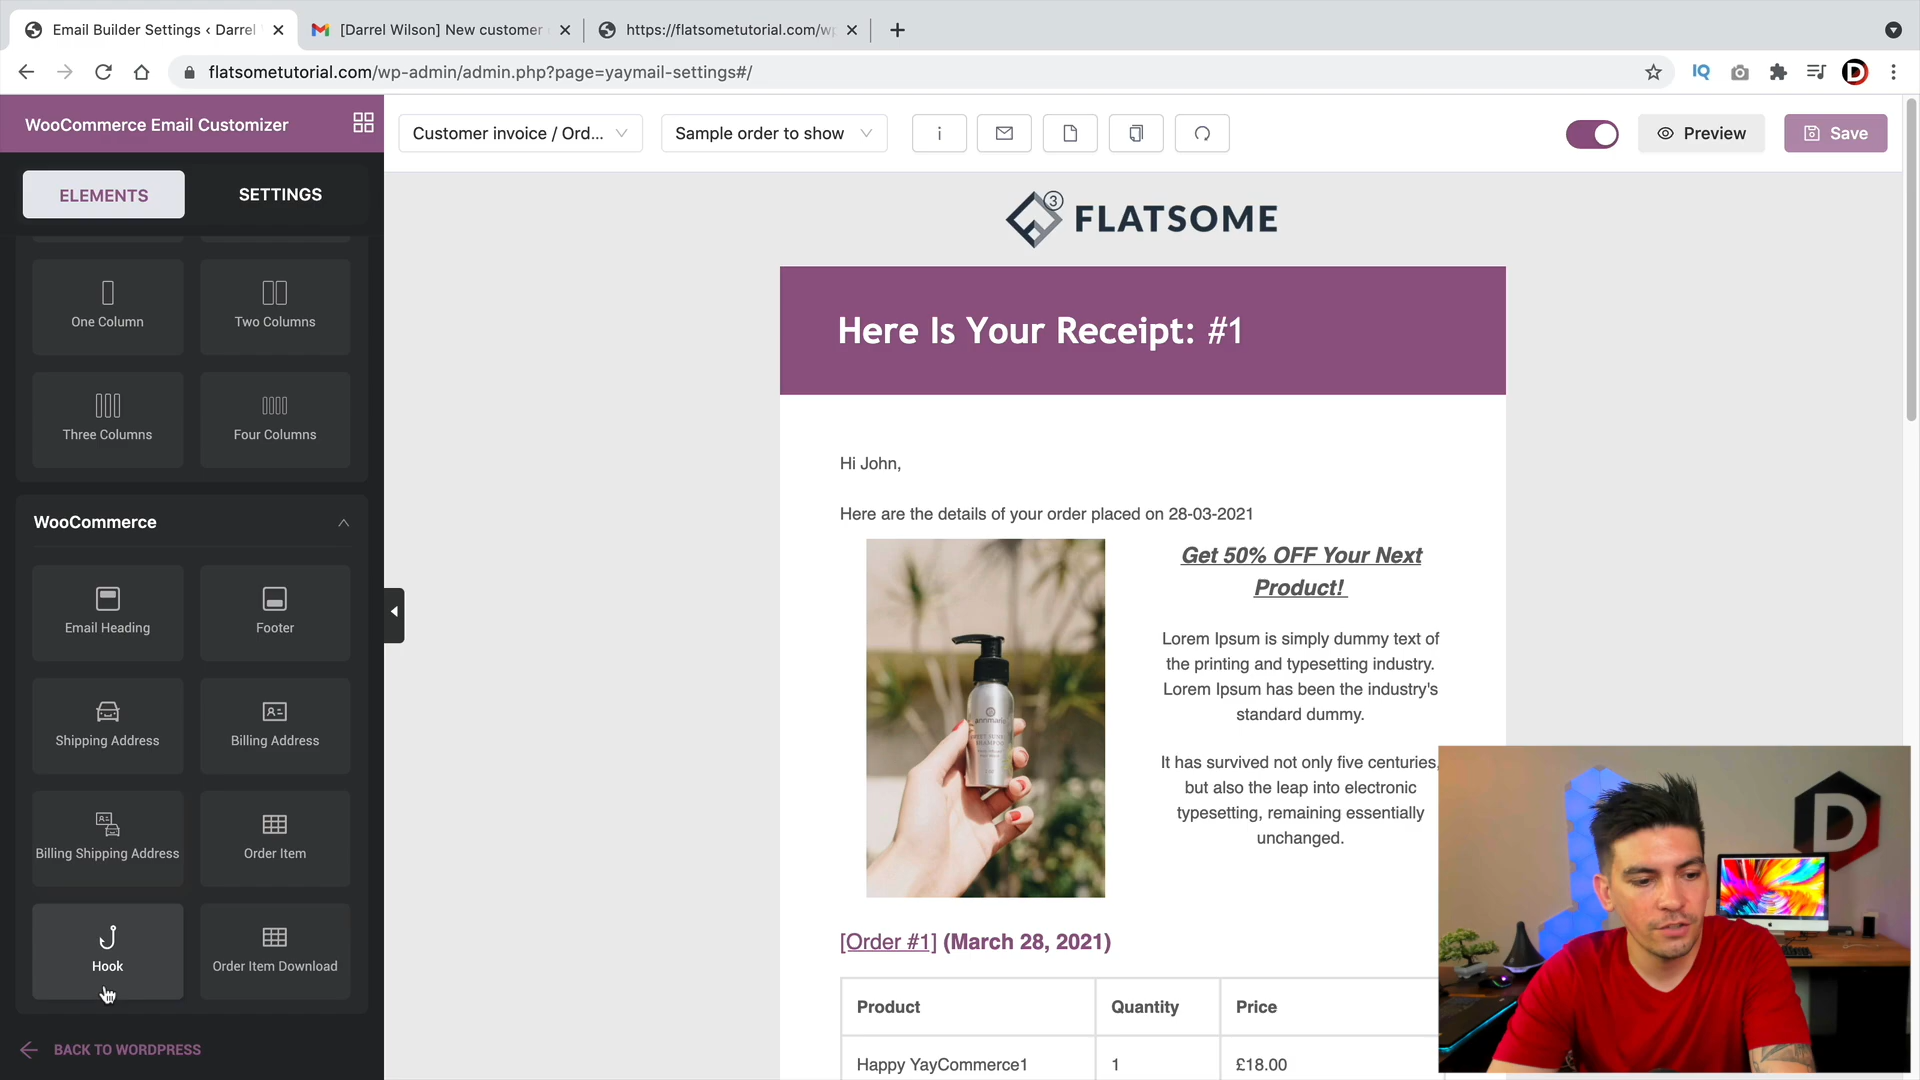 Email Builder Settings ‹ Darrel
[Darrel Wilson] New customer
https://flatsometutorial.com/wp
flatsometutorial.com/wp-admin/admin.php?page=yaymail-settings#/
IQ
D
WooCommerce Email Customizer
Customer invoice / Ord...
Sample order to show
Preview
Save
ELEMENTS
SETTINGS
One Column
Two Columns
Three Columns
Four Columns
WooCommerce
Email Heading
Footer
Shipping Address
Billing Address
Billing Shipping Address
Order Item
Hook
Order Item Download
BACK TO WORDPRESS
3
FLATSOME
Here Is Your Receipt: #1
Hi John,
Here are the details of your order placed on 28-03-2021
annmarie
Get 50% OFF Your Next
Product!
Lorem Ipsum is simply dummy text of
the printing and typesetting industry.
Lorem Ipsum has been the industry's
standard dummy.
It has survived not only five centuries,
but also the leap into electronic
typesetting, remaining essentially
unchanged.
[Order #1] (March 28, 2021)
Product
Quantity
Price
Happy YayCommerce1
1
£18.00
D